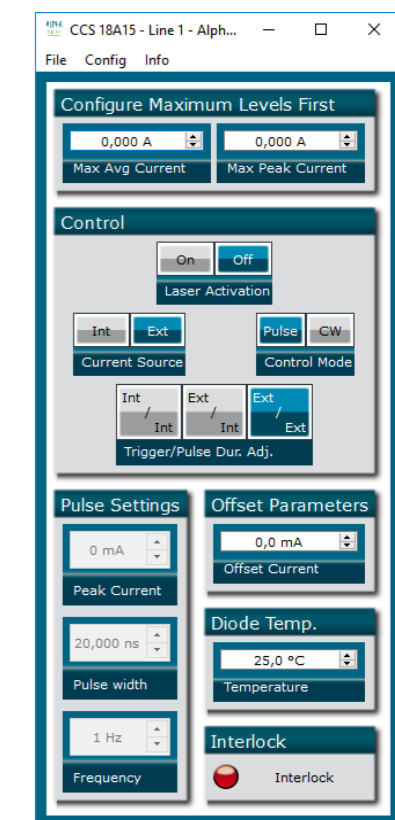 CCS 18A15 - Line 1 - Alph...
File Config Info
Configure Maximum Levels First
0,000 A 0,000 A
Max Avg Current Max Peak Current
Control
On Off
Laser Activation
Int Ext Pulse CW
Current Source Control Mode
Int / Int Ext / Int Ext / Ext
Trigger/Pulse Dur. Adj.
Pulse Settings
0 mA
Peak Current
20,000 ns
Pulse width
1 Hz
Frequency
Offset Parameters
0,0 mA
Offset Current
Diode Temp.
25,0 °C
Temperature
Interlock
Interlock